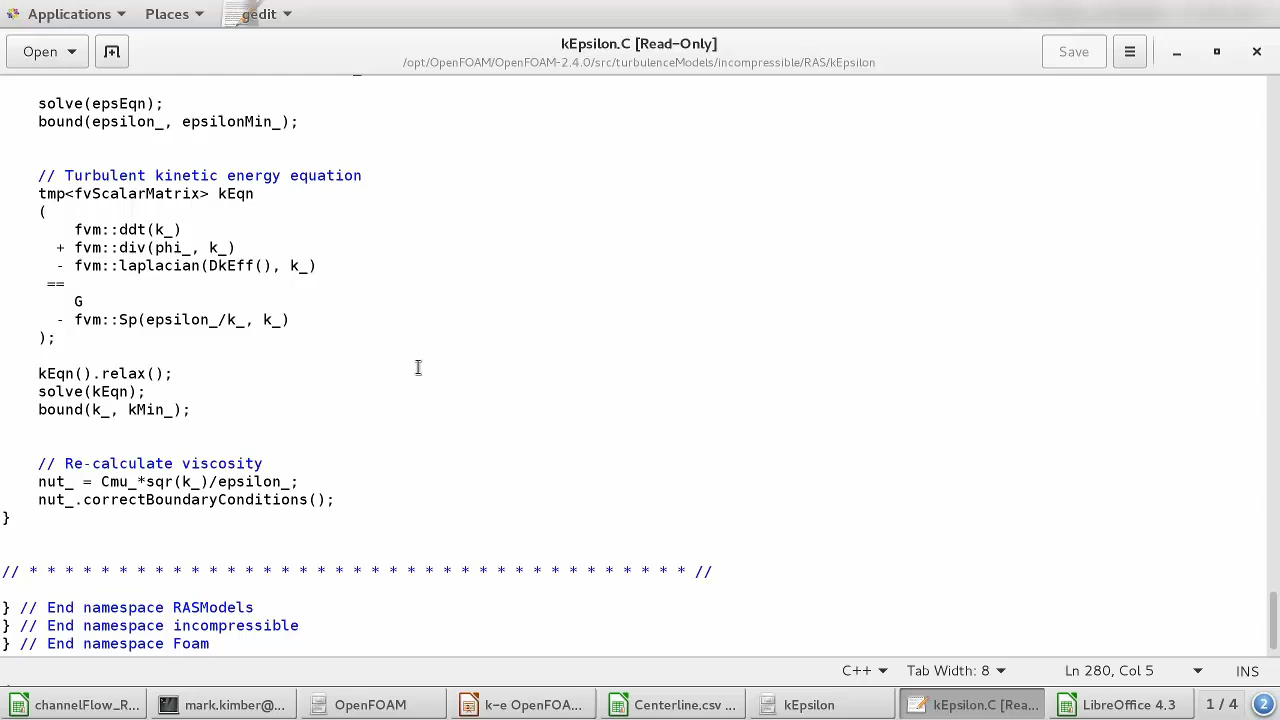 Applications Places gedit
Open kEpsilon.C [Read-Only] Save
/opt/OpenFOAM/OpenFOAM-2.4.0/src/turbulenceModels/incompressible/RAS/kEpsilon
solve(epsEqn);
bound(epsilon_, epsilonMin_);
// Turbulent kinetic energy equation
tmp<fvScalarMatrix> kEqn
(
fvm::ddt(k_)
+ fvm::div(phi_, k_)
- fvm::laplacian(DkEff(), k_)
==
G
- fvm::Sp(epsilon_/k_, k_)
);
kEqn().relax();
solve(kEqn);
bound(k_, kMin_);
// Re-calculate viscosity
nut_ = Cmu_*sqr(k_)/epsilon_;
nut_.correctBoundaryConditions();
}
// * * * * * * * * * * * * * * * * * * * * * * * * * * * * * * * * * * * * * //
} // End namespace RASModels
} // End namespace incompressible
} // End namespace Foam
C++ Tab Width: 8 Ln 280, Col 5 INS
channelFlow_R... mark.kimber@... OpenFOAM k-e OpenFOA... Centerline.csv ... kEpsilon kEpsilon.C [Rea... LibreOffice 4.3 1 / 4 2